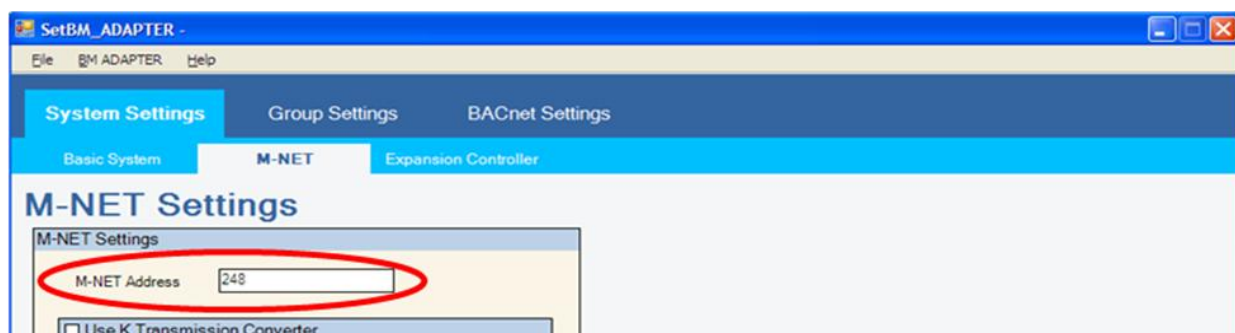 SetBM_ADAPTER -
File BM ADAPTER Help
System Settings Group Settings BACnet Settings
Basic System M-NET Expansion Controller
M-NET Settings
M-NET Settings
M-NET Address 248
Use K Transmission Converter